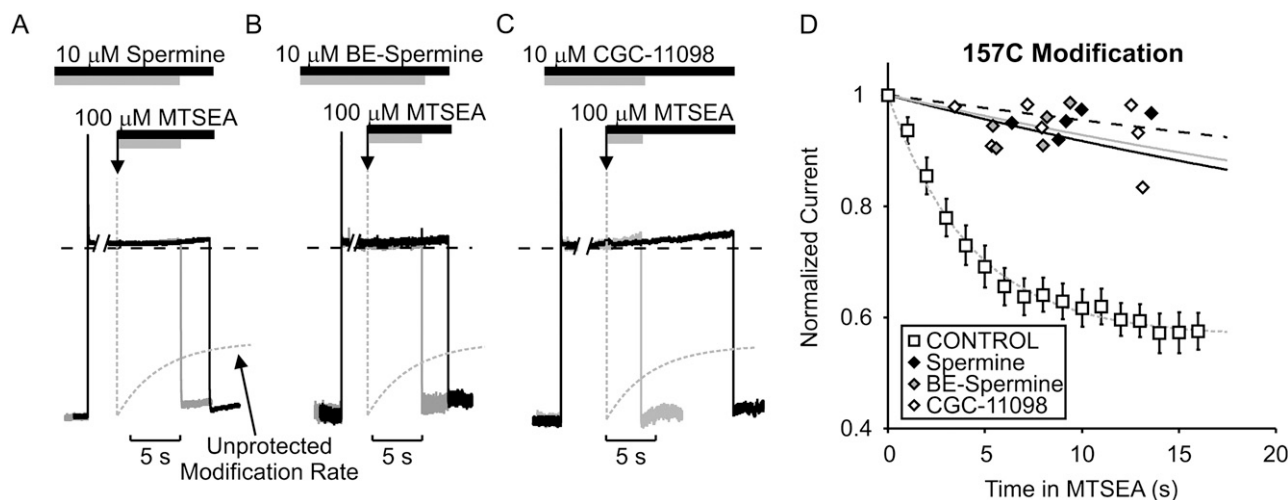 A
10 μM Spermine
100 μM MTSEA
5 s
Unprotected
Modification Rate
B
10 μM BE-Spermine
100 μM MTSEA
5 s
C
10 μM CGC-11098
100 μM MTSEA
5 s
D
157C Modification
Normalized Current
1
0.8
0.6
0.4
CONTROL
Spermine
BE-Spermine
CGC-11098
0
5
10
15
20
Time in MTSEA (s)